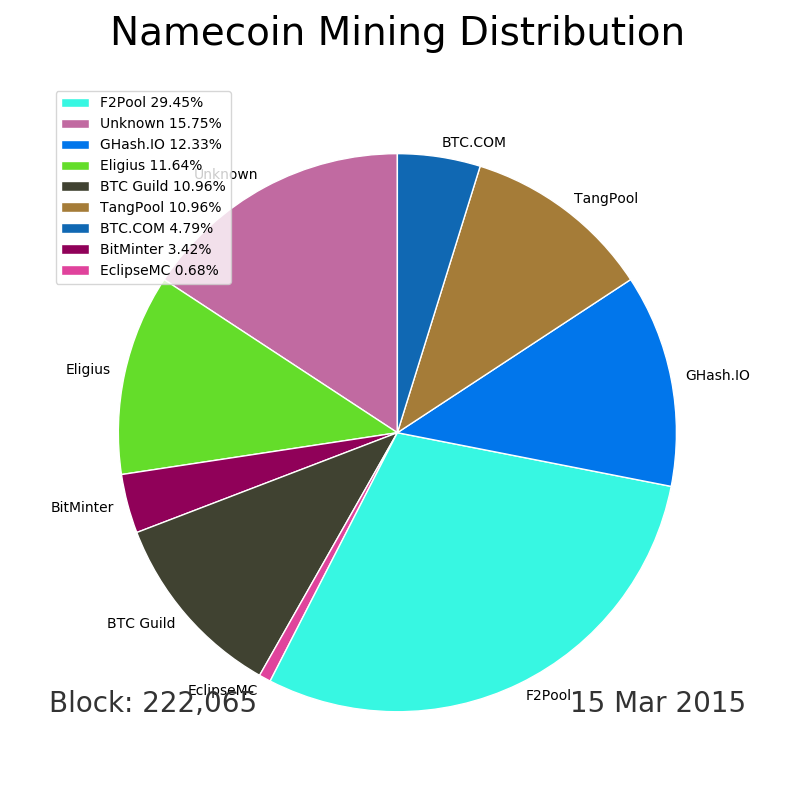 Namecoin Mining Distribution
F2Pool 29.45%
Unknown 15.75%
GHash.IO 12.33%
Eligius 11.64%
BTC Guild 10.96%
TangPool 10.96%
BTC.COM 4.79%
BitMinter 3.42%
EclipseMC 0.68%
BTC.COM
Unknown
TangPool
Eligius
GHash.IO
BitMinter
BTC Guild
EclipseMC
F2Pool
Block: 222,065
15 Mar 2015